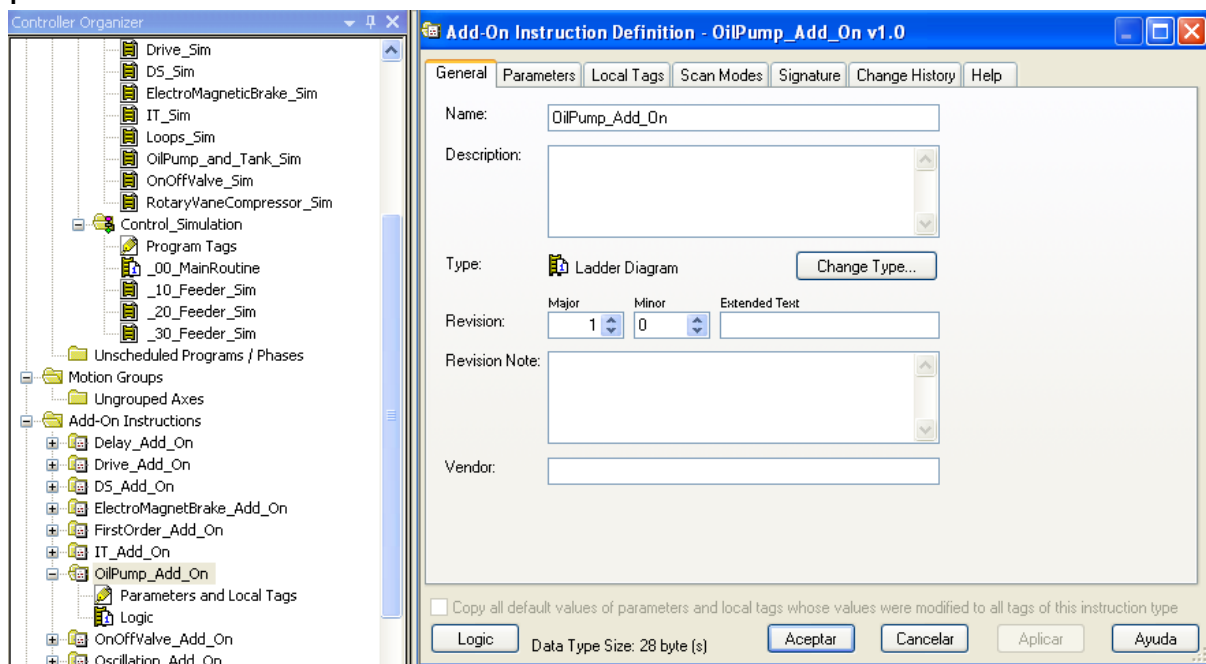 Controller Organizer
Drive_Sim
DS_Sim
ElectroMagneticBrake_Sim
IT_Sim
Loops_Sim
OilPump_and_Tank_Sim
OnOffValve_Sim
RotaryVaneCompressor_Sim
Control_Simulation
Program Tags
_00_MainRoutine
_10_Feeder_Sim
_20_Feeder_Sim
_30_Feeder_Sim
Unscheduled Programs / Phases
Motion Groups
Ungrouped Axes
Add-On Instructions
Delay_Add_On
Drive_Add_On
DS_Add_On
ElectroMagnetBrake_Add_On
FirstOrder_Add_On
IT_Add_On
OilPump_Add_On
Parameters and Local Tags
Logic
OnOffValve_Add_On
Oscillation_Add_On
Add-On Instruction Definition - OilPump_Add_On v1.0
General Parameters Local Tags Scan Modes Signature Change History Help
Name: OilPump_Add_On
Description:
Type: Ladder Diagram Change Type...
Major Minor Extended Text
Revision: 1 0
Revision Note:
Vendor:
Copy all default values of parameters and local tags whose values were modified to all tags of this instruction type
Logic Data Type Size: 28 byte (s) Aceptar Cancelar Aplicar Ayuda